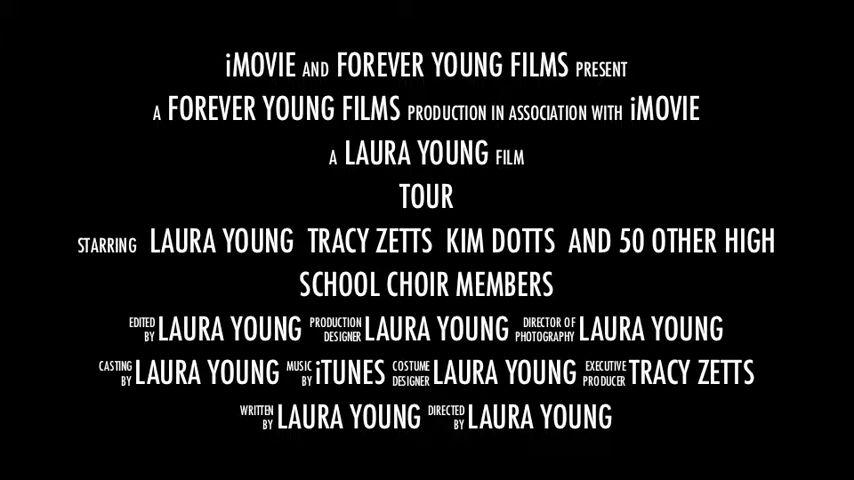 iMOVIE AND FOREVER YOUNG FILMS PRESENT
A FOREVER YOUNG FILMS PRODUCTION IN ASSOCIATION WITH iMOVIE
A LAURA YOUNG FILM
TOUR
STARRING LAURA YOUNG TRACY ZETTS KIM DOTTS AND 50 OTHER HIGH
SCHOOL CHOIR MEMBERS
EDITED BY LAURA YOUNG PRODUCTION DESIGNER LAURA YOUNG DIRECTOR OF PHOTOGRAPHY LAURA YOUNG
CASTING BY LAURA YOUNG MUSIC BY iTUNES COSTUME DESIGNER LAURA YOUNG EXECUTIVE PRODUCER TRACY ZETTS
WRITTEN BY LAURA YOUNG DIRECTED BY LAURA YOUNG